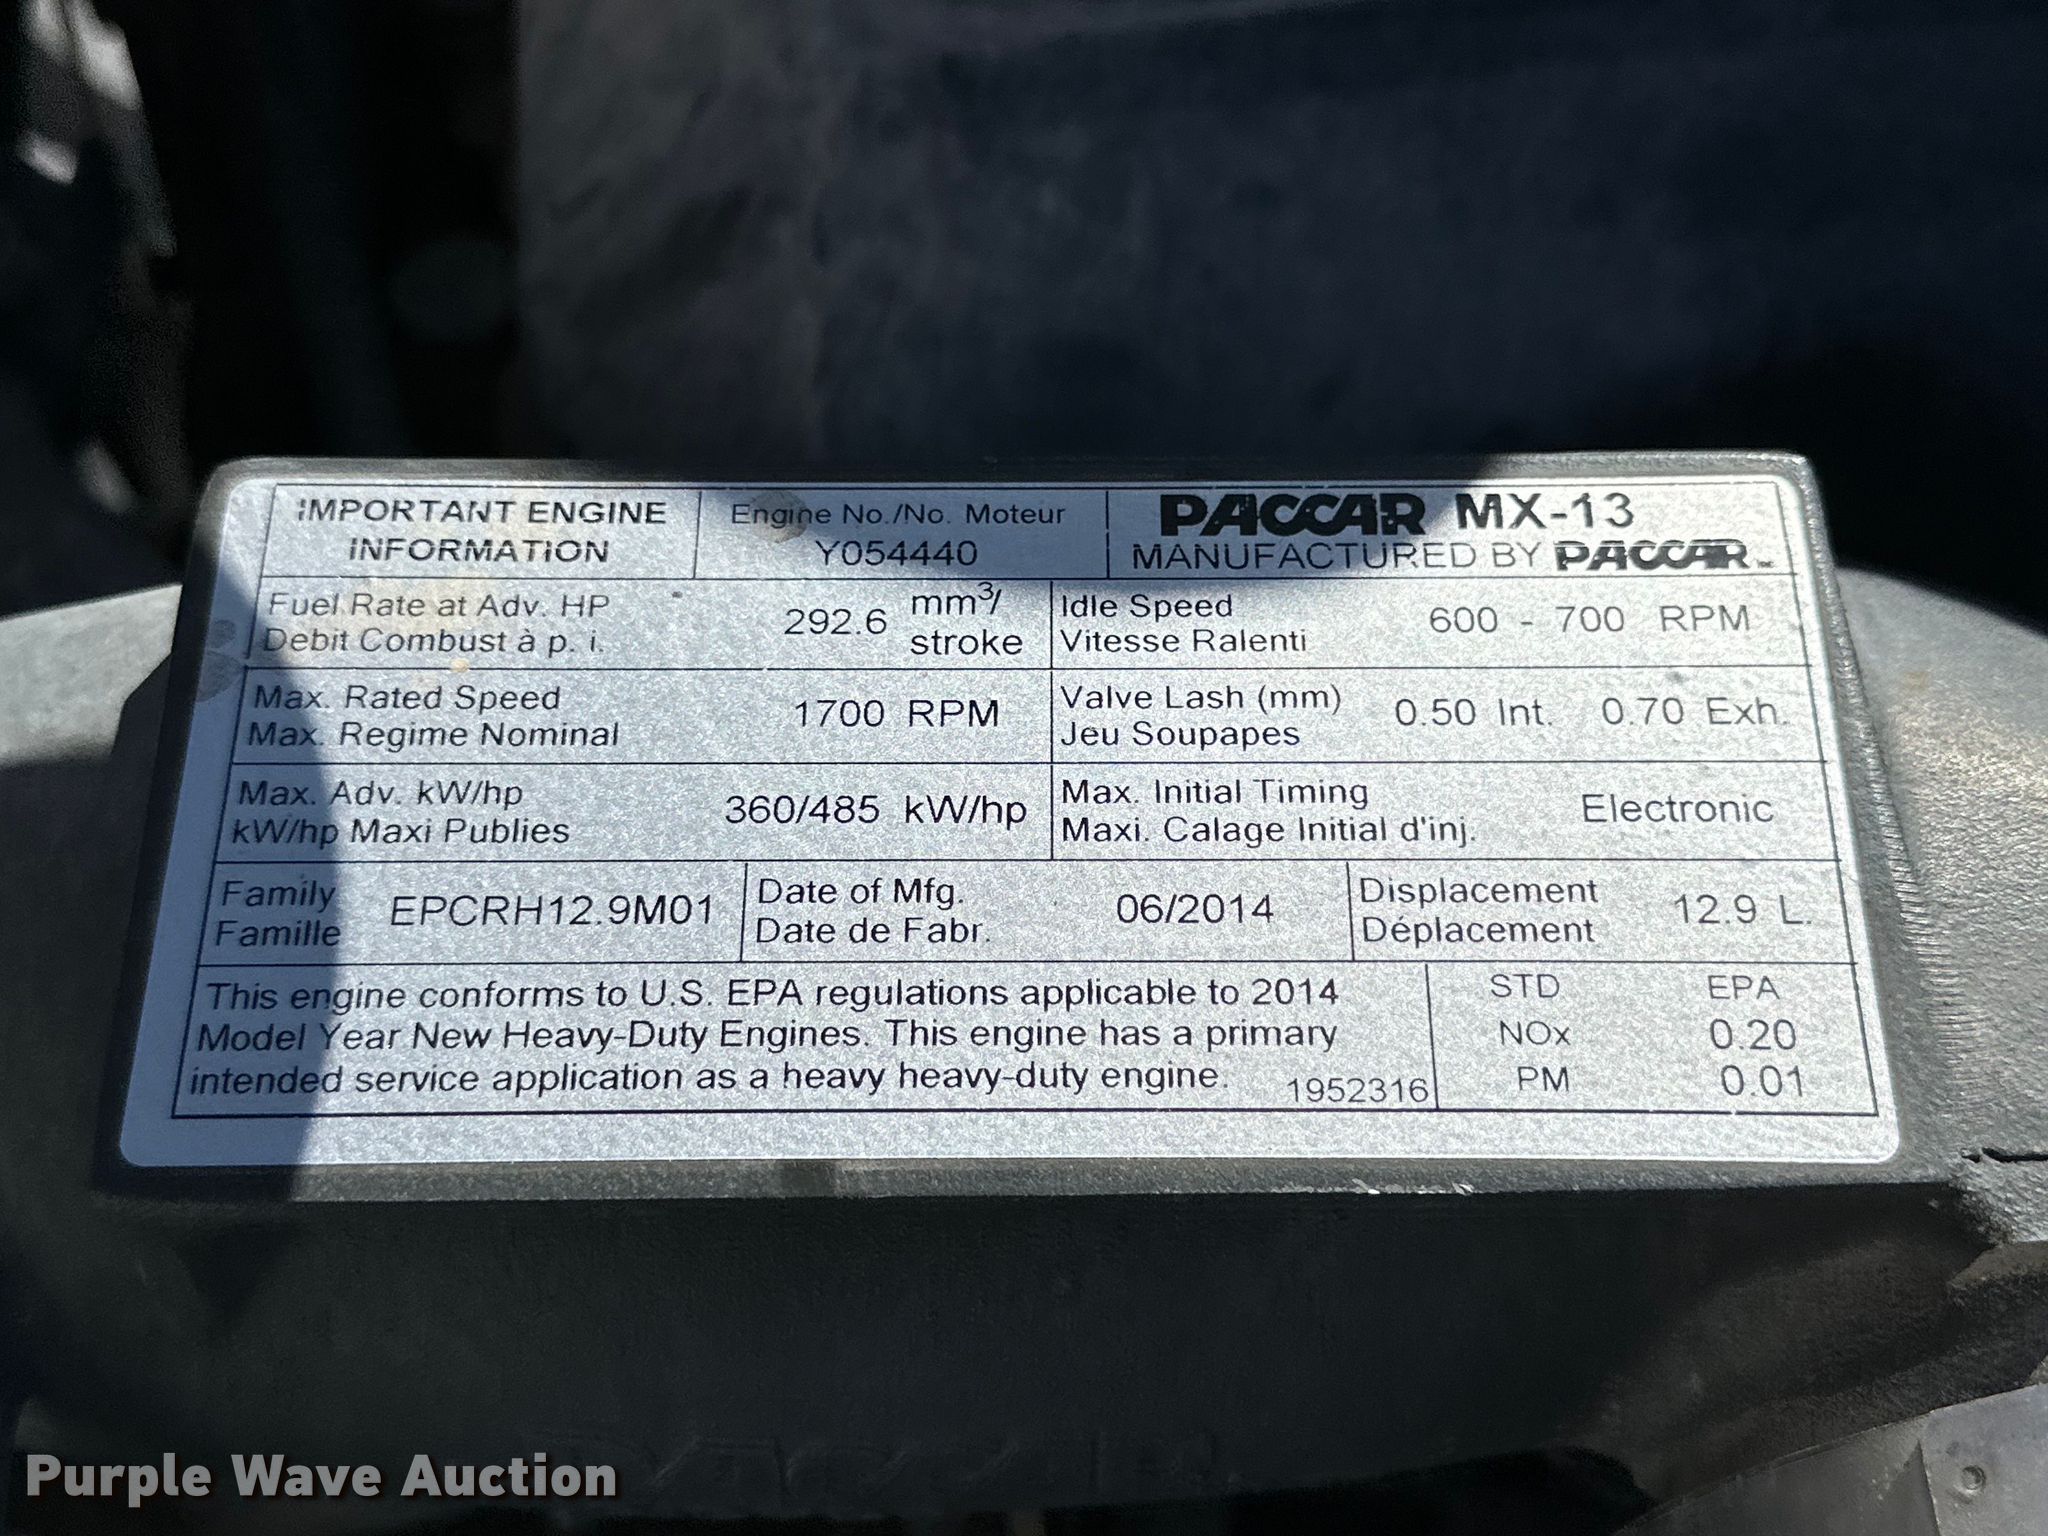 IMPORTANT ENGINE
INFORMATION
Engine No./No. Moteur
Y054440
PACCAR MX-13
MANUFACTURED BY PACCAR™
Fuel Rate at Adv. HP
Debit Combust à p. i.
292.6 mm³/
stroke
Idle Speed
Vitesse Ralenti
600 - 700 RPM
Max. Rated Speed
Max. Regime Nominal
1700 RPM
Valve Lash (mm)
Jeu Soupapes
0.50 Int. 0.70 Exh.
Max. Adv. kW/hp
kW/hp Maxi Publies
360/485 kW/hp
Max. Initial Timing
Maxi. Calage Initial d'inj.
Electronic
Family
Famille
EPCRH12.9M01
Date of Mfg.
Date de Fabr.
06/2014
Displacement
Déplacement
12.9 L.
This engine conforms to U.S. EPA regulations applicable to 2014
Model Year New Heavy-Duty Engines. This engine has a primary
intended service application as a heavy heavy-duty engine.
1952316
STD EPA
NOx 0.20
PM 0.01
Purple Wave Auction